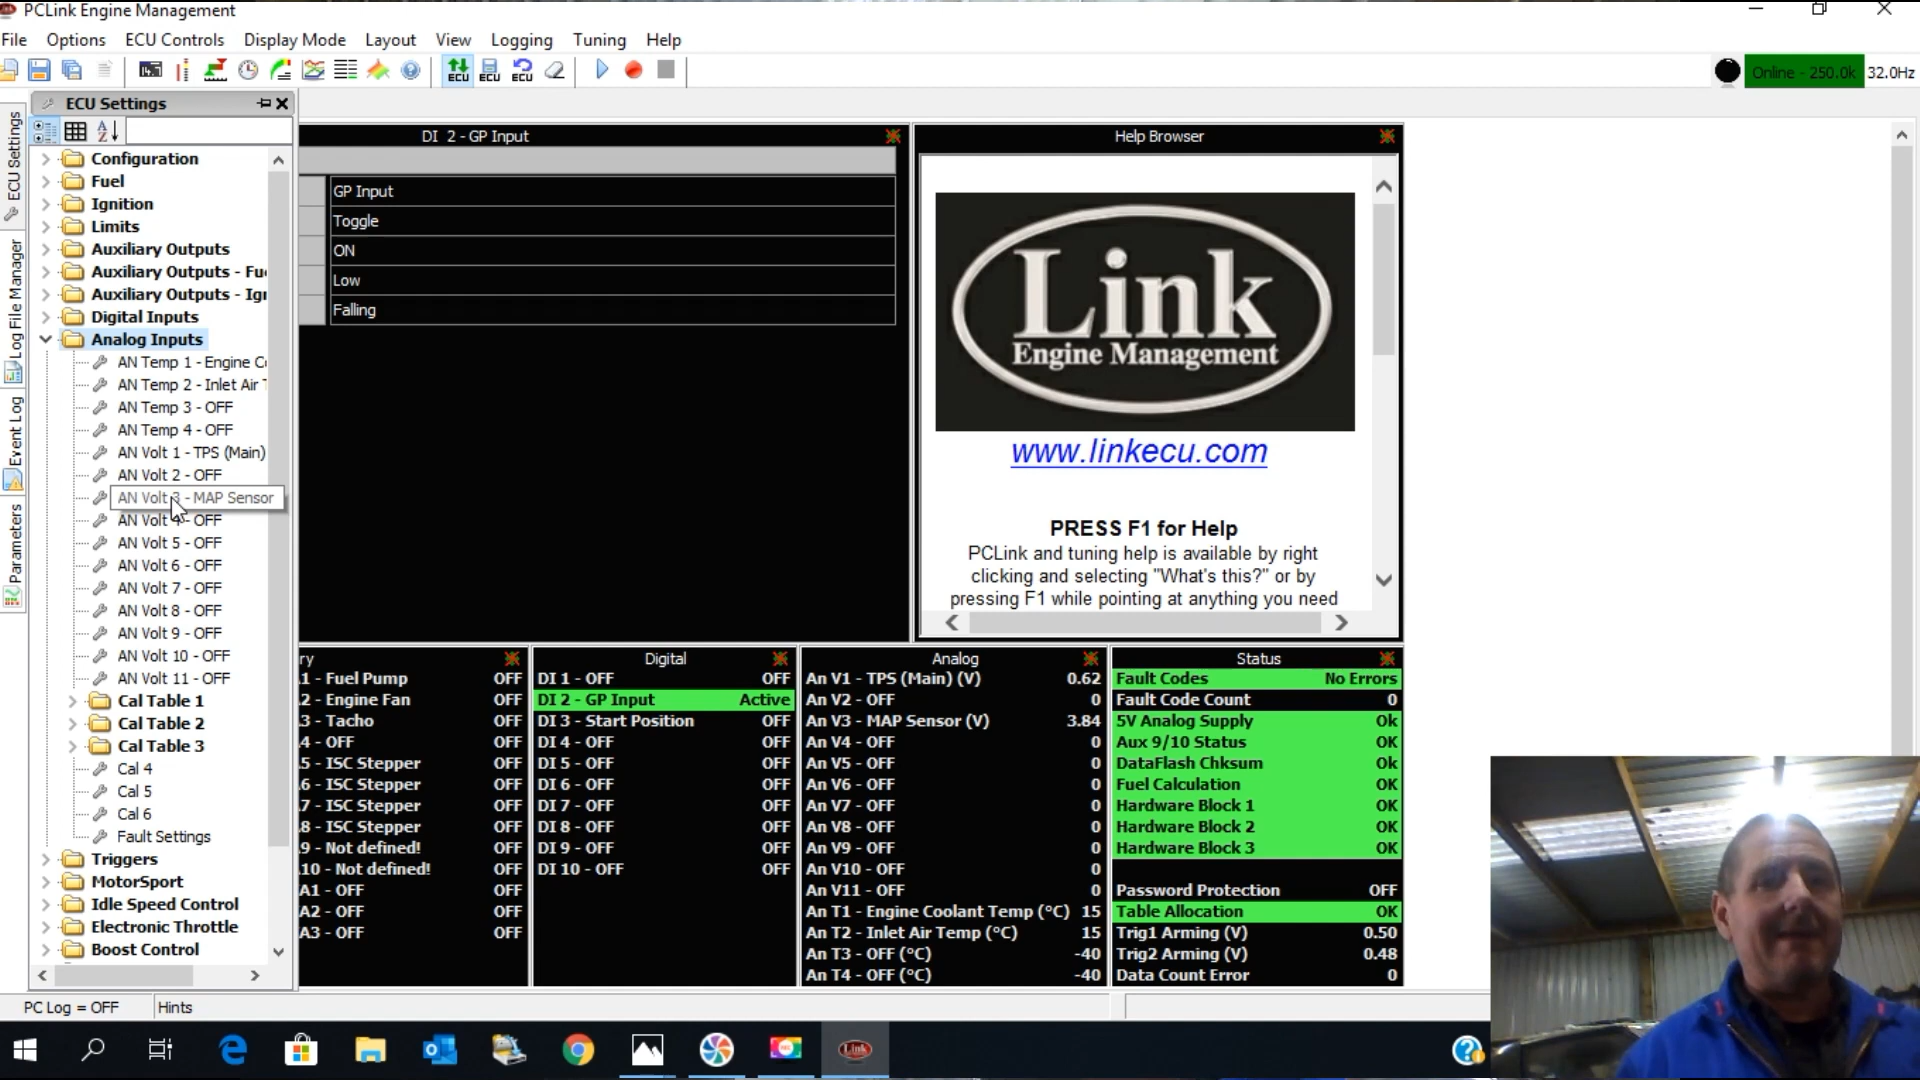 PCLink Engine Management
File Options ECU Controls Display Mode Layout View Logging Tuning Help
ECU ECU ECU
Online - 250.0k 32.0Hz
ECU Settings
ECU Settings
Log File Manager
Event Log
Parameters
Configuration
Fuel
Ignition
Limits
Auxiliary Outputs
Auxiliary Outputs - Fu
Auxiliary Outputs - Igr
Digital Inputs
Analog Inputs
AN Temp 1 - Engine C
AN Temp 2 - Inlet Air T
AN Temp 3 - OFF
AN Temp 4 - OFF
AN Volt 1 - TPS (Main)
AN Volt 2 - OFF
AN Volt 3 - MAP Sensor
AN Volt 4 - OFF
AN Volt 5 - OFF
AN Volt 6 - OFF
AN Volt 7 - OFF
AN Volt 8 - OFF
AN Volt 9 - OFF
AN Volt 10 - OFF
AN Volt 11 - OFF
Cal Table 1
Cal Table 2
Cal Table 3
Cal 4
Cal 5
Cal 6
Fault Settings
Triggers
MotorSport
Idle Speed Control
Electronic Throttle
Boost Control
DI 2 - GP Input
GP Input
Toggle
ON
Low
Falling
Help Browser
Link
Engine Management
www.linkecu.com
PRESS F1 for Help
PCLink and tuning help is available by right
clicking and selecting "What's this?" or by
pressing F1 while pointing at anything you need
ry
.1 - Fuel Pump OFF
.2 - Engine Fan OFF
.3 - Tacho OFF
.4 - OFF OFF
.5 - ISC Stepper OFF
.6 - ISC Stepper OFF
.7 - ISC Stepper OFF
.8 - ISC Stepper OFF
.9 - Not defined! OFF
.10 - Not defined! OFF
A1 - OFF OFF
A2 - OFF OFF
A3 - OFF OFF
Digital
DI 1 - OFF OFF
DI 2 - GP Input Active
DI 3 - Start Position OFF
DI 4 - OFF OFF
DI 5 - OFF OFF
DI 6 - OFF OFF
DI 7 - OFF OFF
DI 8 - OFF OFF
DI 9 - OFF OFF
DI 10 - OFF OFF
Analog
An V1 - TPS (Main) (V) 0.62
An V2 - OFF 0
An V3 - MAP Sensor (V) 3.84
An V4 - OFF 0
An V5 - OFF 0
An V6 - OFF 0
An V7 - OFF 0
An V8 - OFF 0
An V9 - OFF 0
An V10 - OFF 0
An V11 - OFF 0
An T1 - Engine Coolant Temp (°C) 15
An T2 - Inlet Air Temp (°C) 15
An T3 - OFF (°C) -40
An T4 - OFF (°C) -40
Status
Fault Codes No Errors
Fault Code Count 0
5V Analog Supply Ok
Aux 9/10 Status OK
DataFlash Chksum Ok
Fuel Calculation OK
Hardware Block 1 OK
Hardware Block 2 OK
Hardware Block 3 OK
Password Protection OFF
Table Allocation OK
Trig1 Arming (V) 0.50
Trig2 Arming (V) 0.48
Data Count Error 0
PC Log = OFF Hints
Link